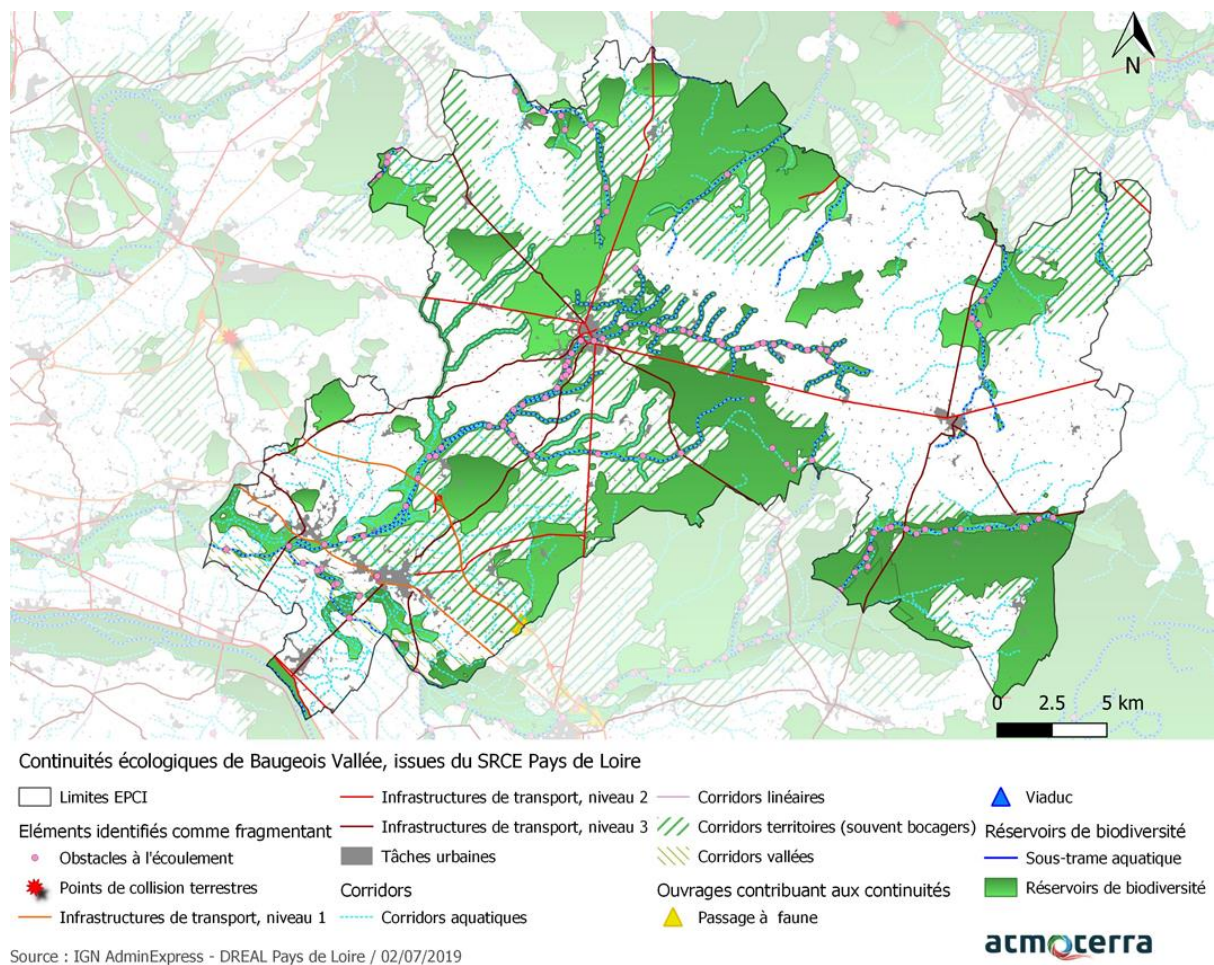 N
0 2.5 5 km
Continuités écologiques de Baugeois Vallée, issues du SRCE Pays de Loire
Limites EPCI
Eléments identifiés comme fragmentant
Obstacles à l'écoulement
Points de collision terrestres
Infrastructures de transport, niveau 1
Infrastructures de transport, niveau 2
Infrastructures de transport, niveau 3
Tâches urbaines
Corridors
Corridors aquatiques
Corridors linéaires
Corridors territoires (souvent bocagers)
Corridors vallées
Ouvrages contribuant aux continuités
Passage à faune
Viaduc
Réservoirs de biodiversité
Sous-trame aquatique
Réservoirs de biodiversité
atmoterra
Source : IGN AdminExpress - DREAL Pays de Loire / 02/07/2019